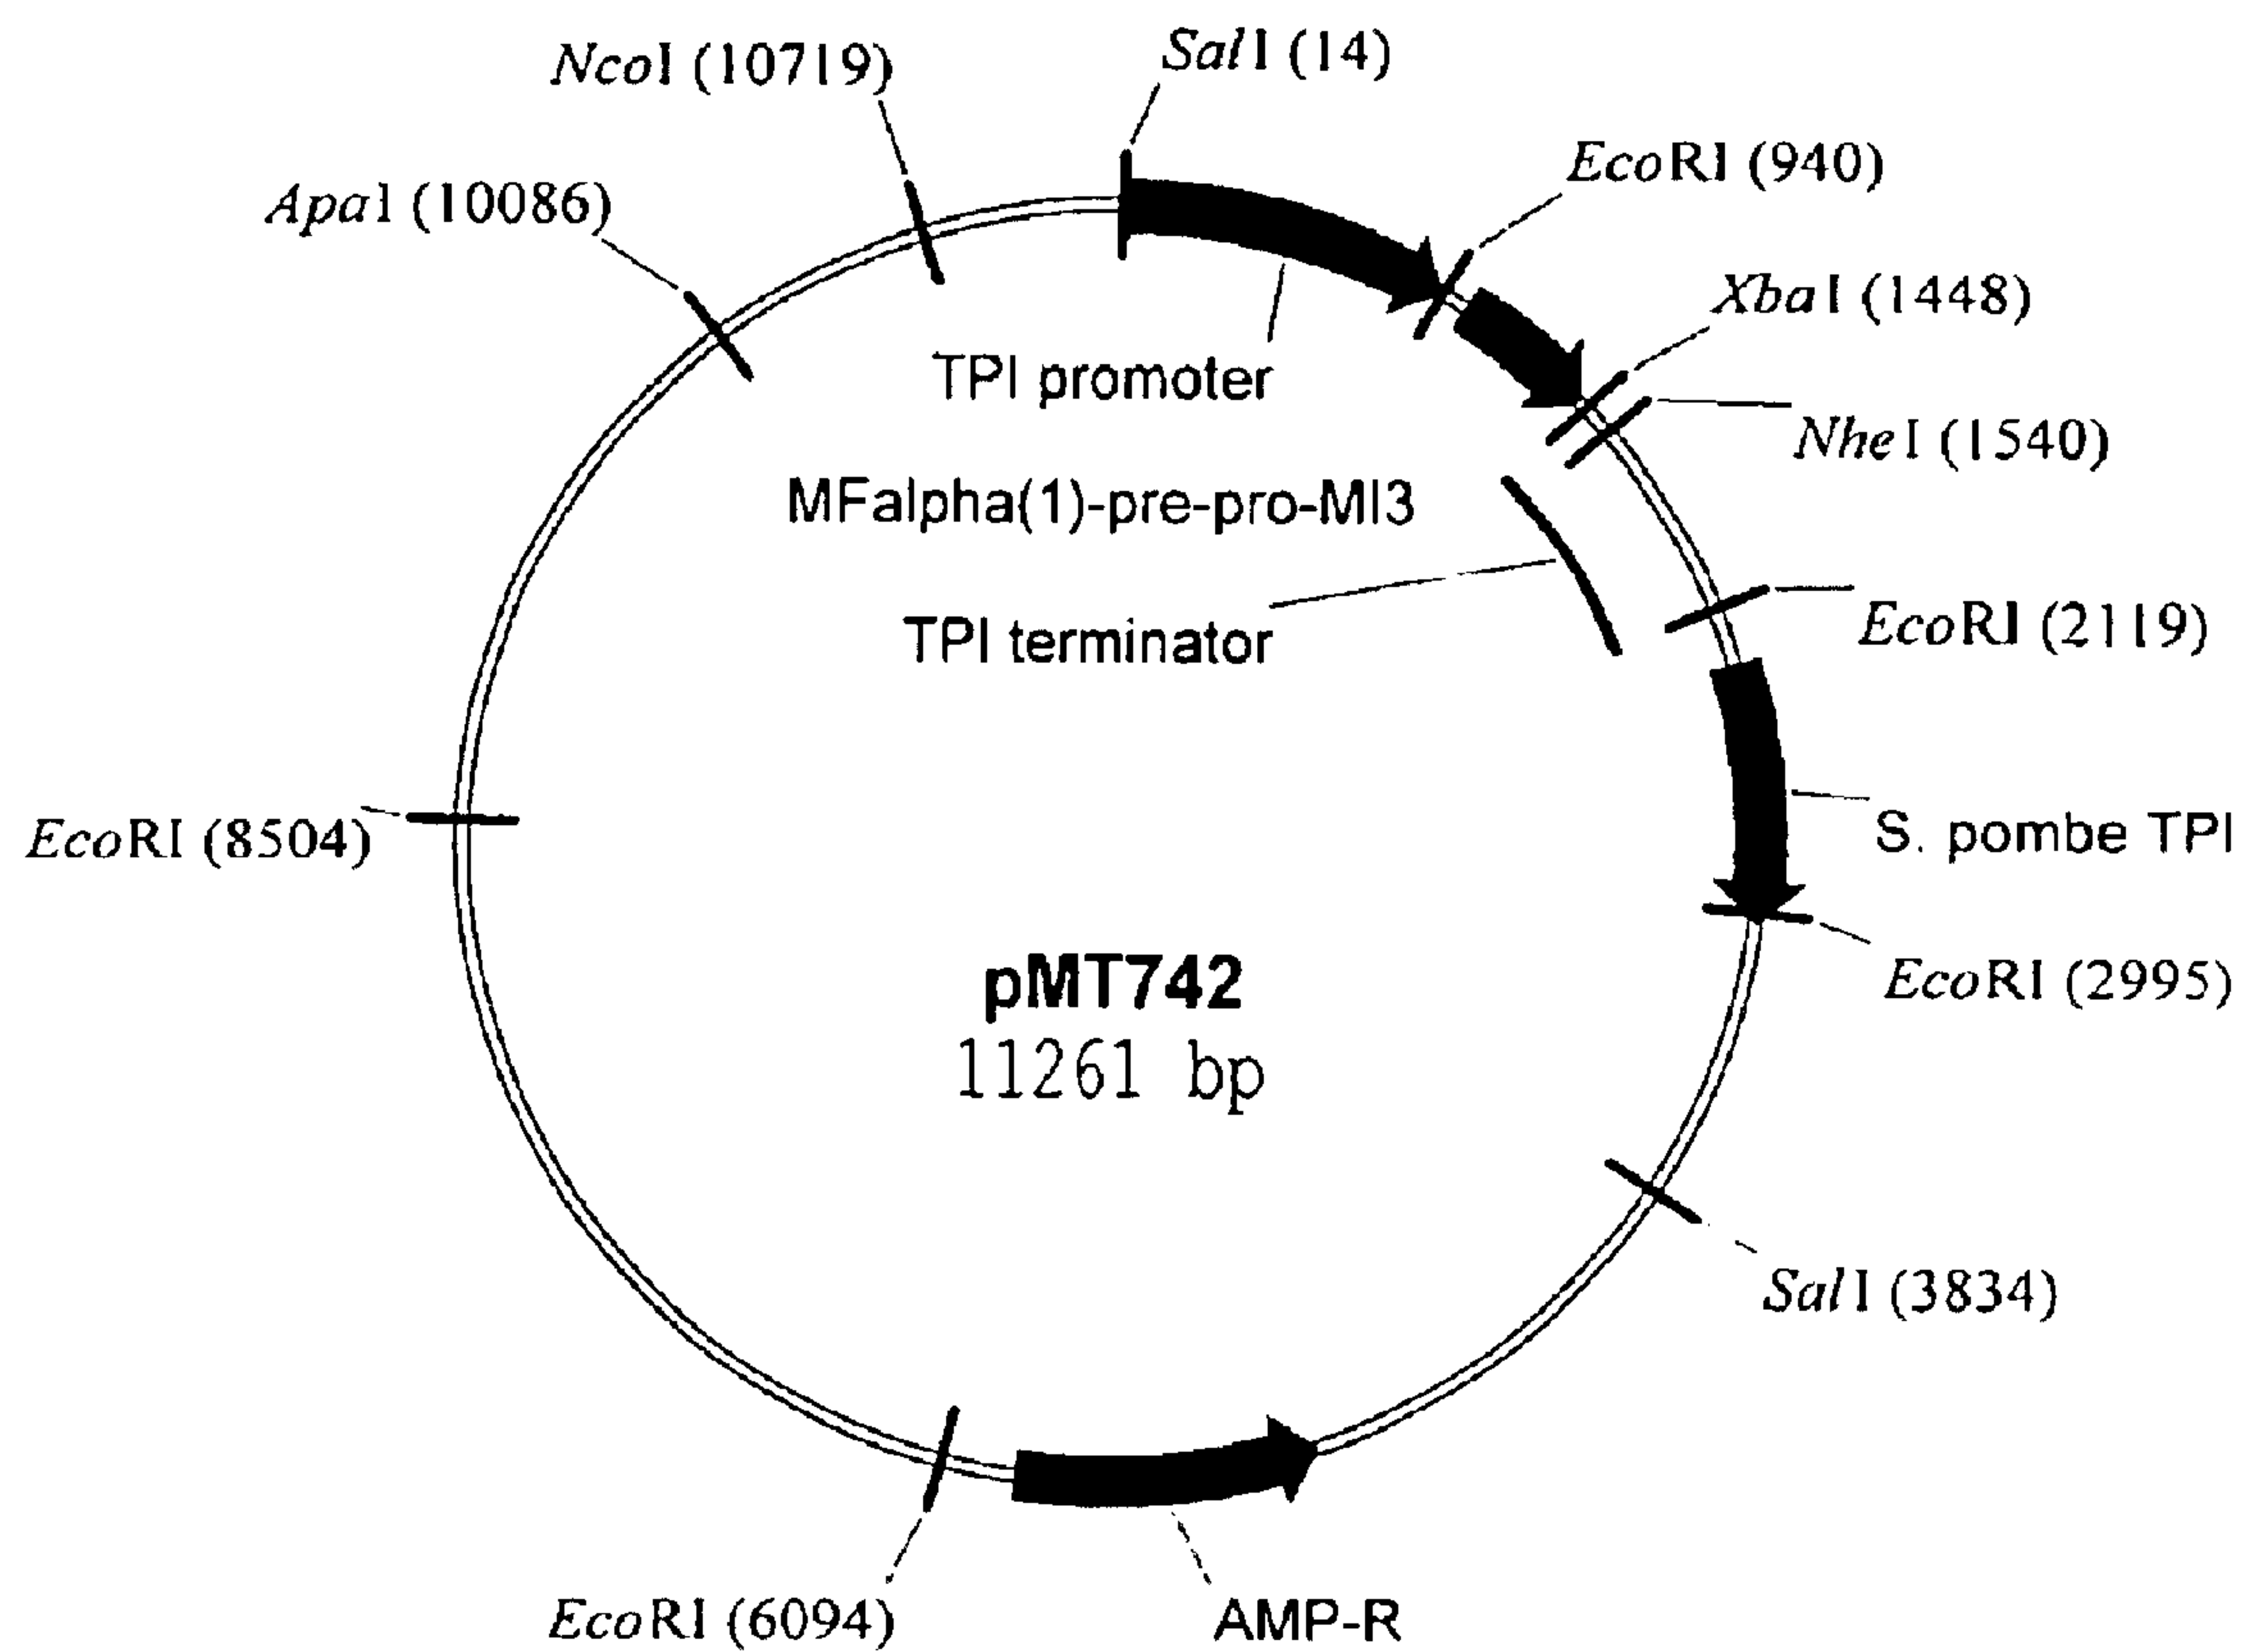 NcoI (10719)
SalI (14)
EcoRI (940)
ApaI (10086)
XbaI (1448)
TPI promoter
NheI (1540)
MFalpha(1)-pre-pro-MI3
EcoRI (2119)
TPI terminator
EcoRI (8504)
S. pombe TPI
pMT742
EcoRI (2995)
11261 bp
SalI (3834)
EcoRI (6094)
AMP-R